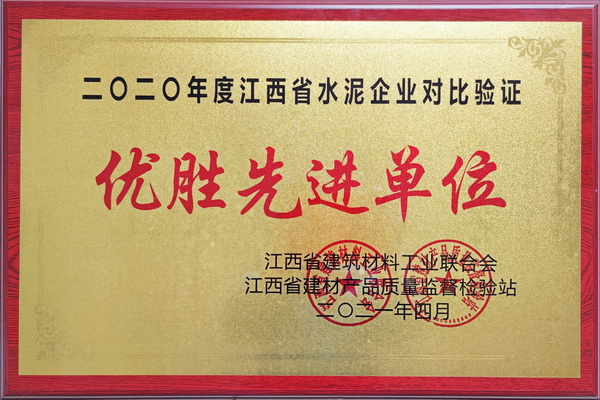 二〇二〇年度江西省水泥企业对比验证
优胜先进单位
江西省建筑材料工业联合会
江西省建材产品质量监督检验站
二〇二一年四月